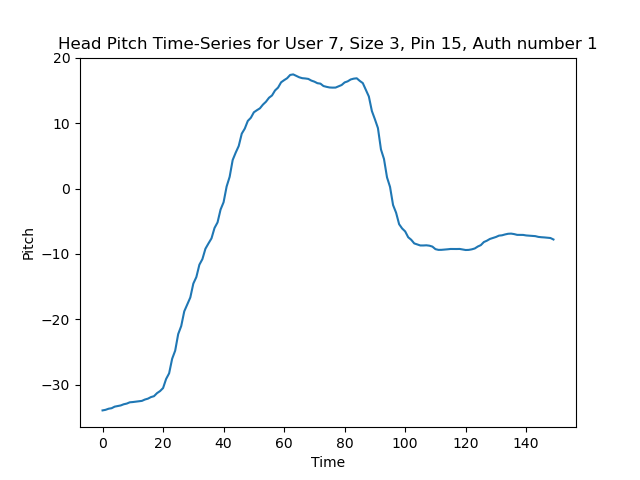 Head Pitch Time-Series for User 7, Size 3, Pin 15, Auth number 1
20
10
0
−10
−20
−30
Pitch
0 20 40 60 80 100 120 140
Time